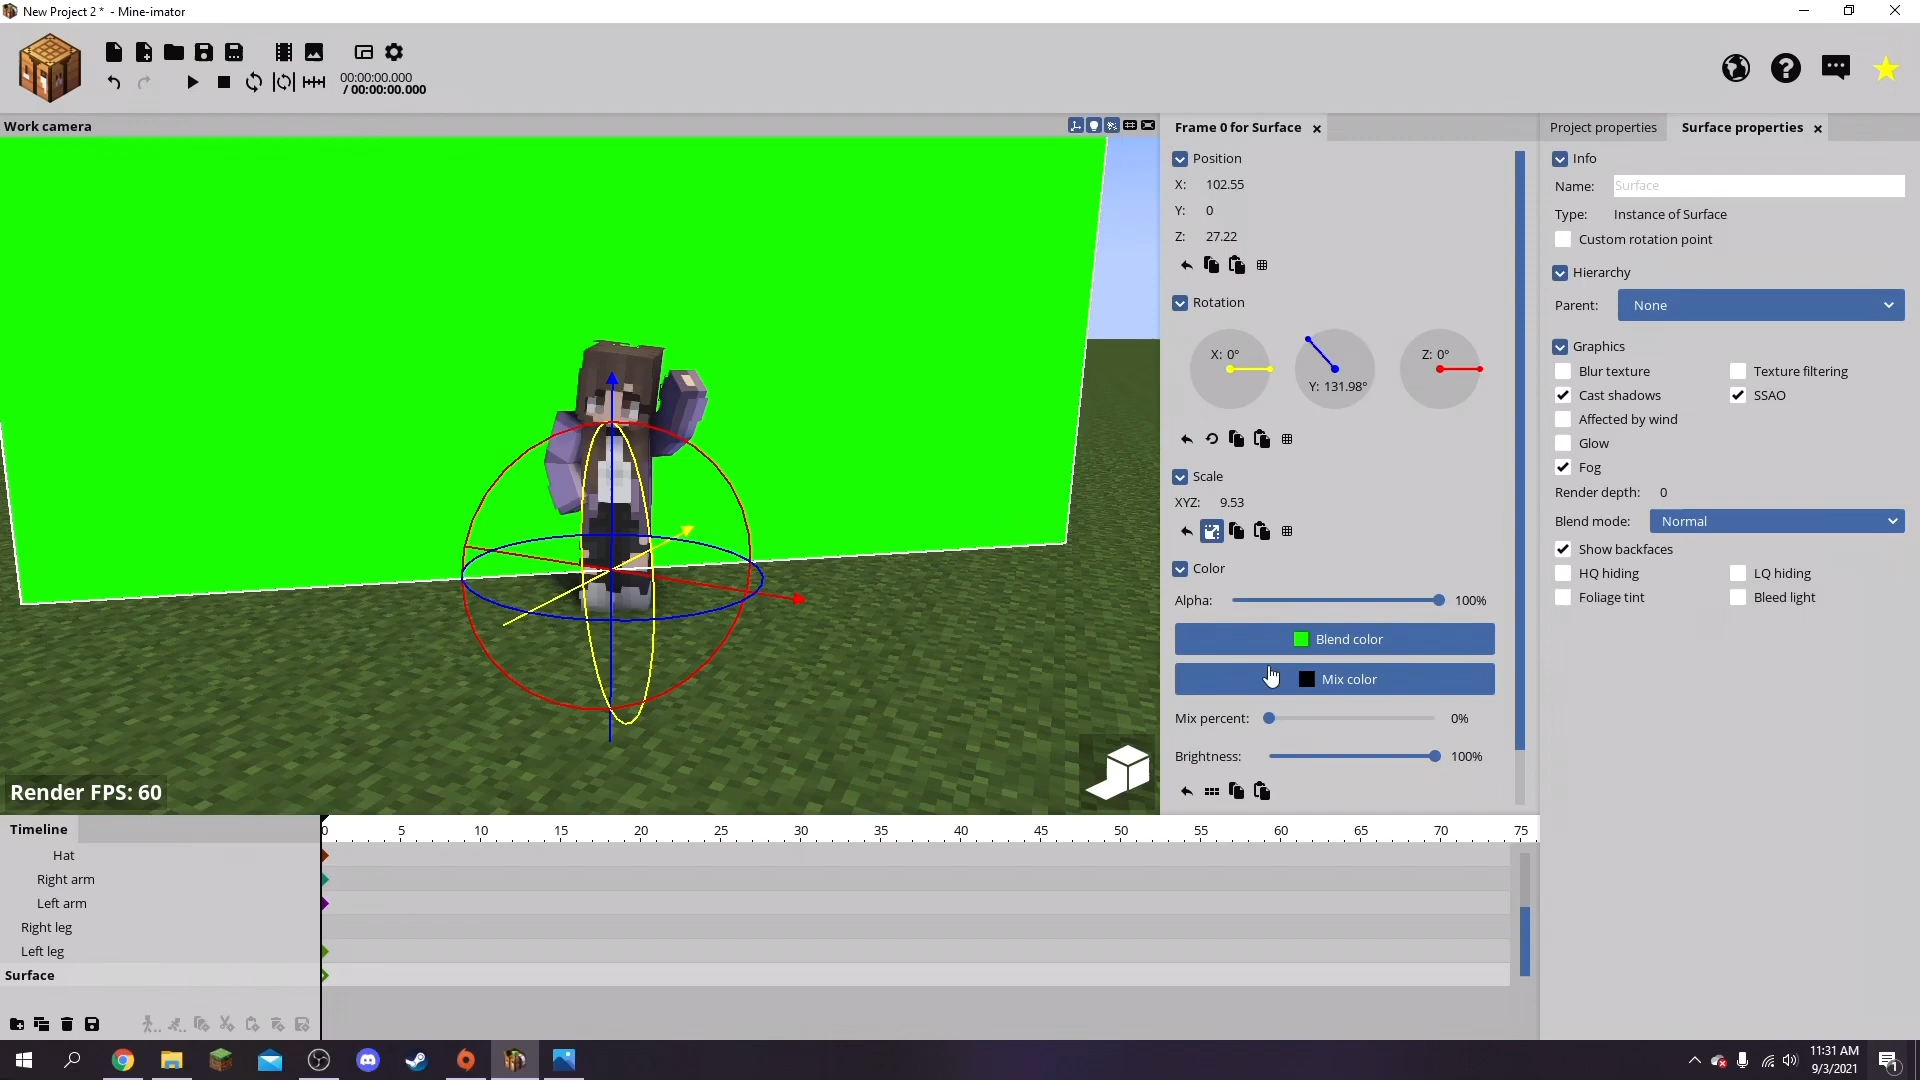 New Project 2 * - Mine-imator
00:00:00.000
/ 00:00:00.000
Work camera
Render FPS: 60
Frame 0 for Surface
Position
X: 102.55
Y: 0
Z: 27.22
Rotation
X: 0°
Y: 131.98°
Z: 0°
Scale
XYZ: 9.53
Color
Alpha: 100%
Blend color
Mix color
Mix percent: 0%
Brightness: 100%
Project properties
Surface properties
Info
Name: Surface
Type: Instance of Surface
Custom rotation point
Hierarchy
Parent: None
Graphics
Blur texture
Texture filtering
Cast shadows
SSAO
Affected by wind
Glow
Fog
Render depth: 0
Blend mode: Normal
Show backfaces
HQ hiding
LQ hiding
Foliage tint
Bleed light
Timeline
0 5 10 15 20 25 30 35 40 45 50 55 60 65 70 75
Hat
Right arm
Left arm
Right leg
Left leg
Surface
11:31 AM
9/3/2021
1